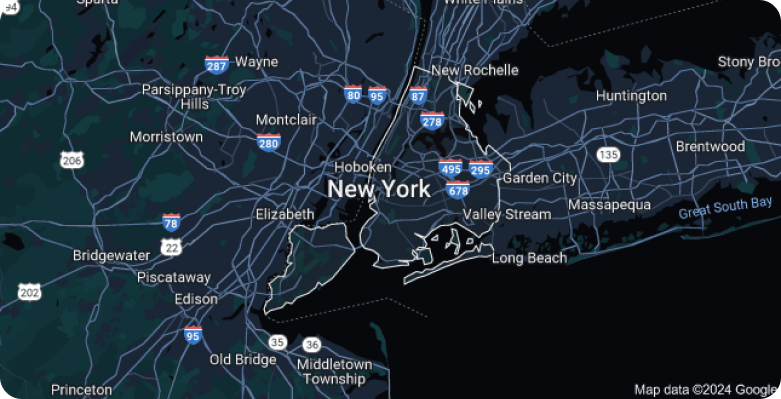 Sparta
White Plains
94
287
Wayne
New Rochelle
Stony Bro
Parsippany-Troy
Hills
80
95
87
Huntington
278
Montclair
Morristown
280
206
135
Brentwood
Hoboken
495
295
678
Garden City
New York
Massapequa
Elizabeth
Valley Stream
Great South Bay
78
22
Bridgewater
Long Beach
Piscataway
202
Edison
95
35
36
Old Bridge
Middletown
Township
Princeton
Map data ©2024 Google